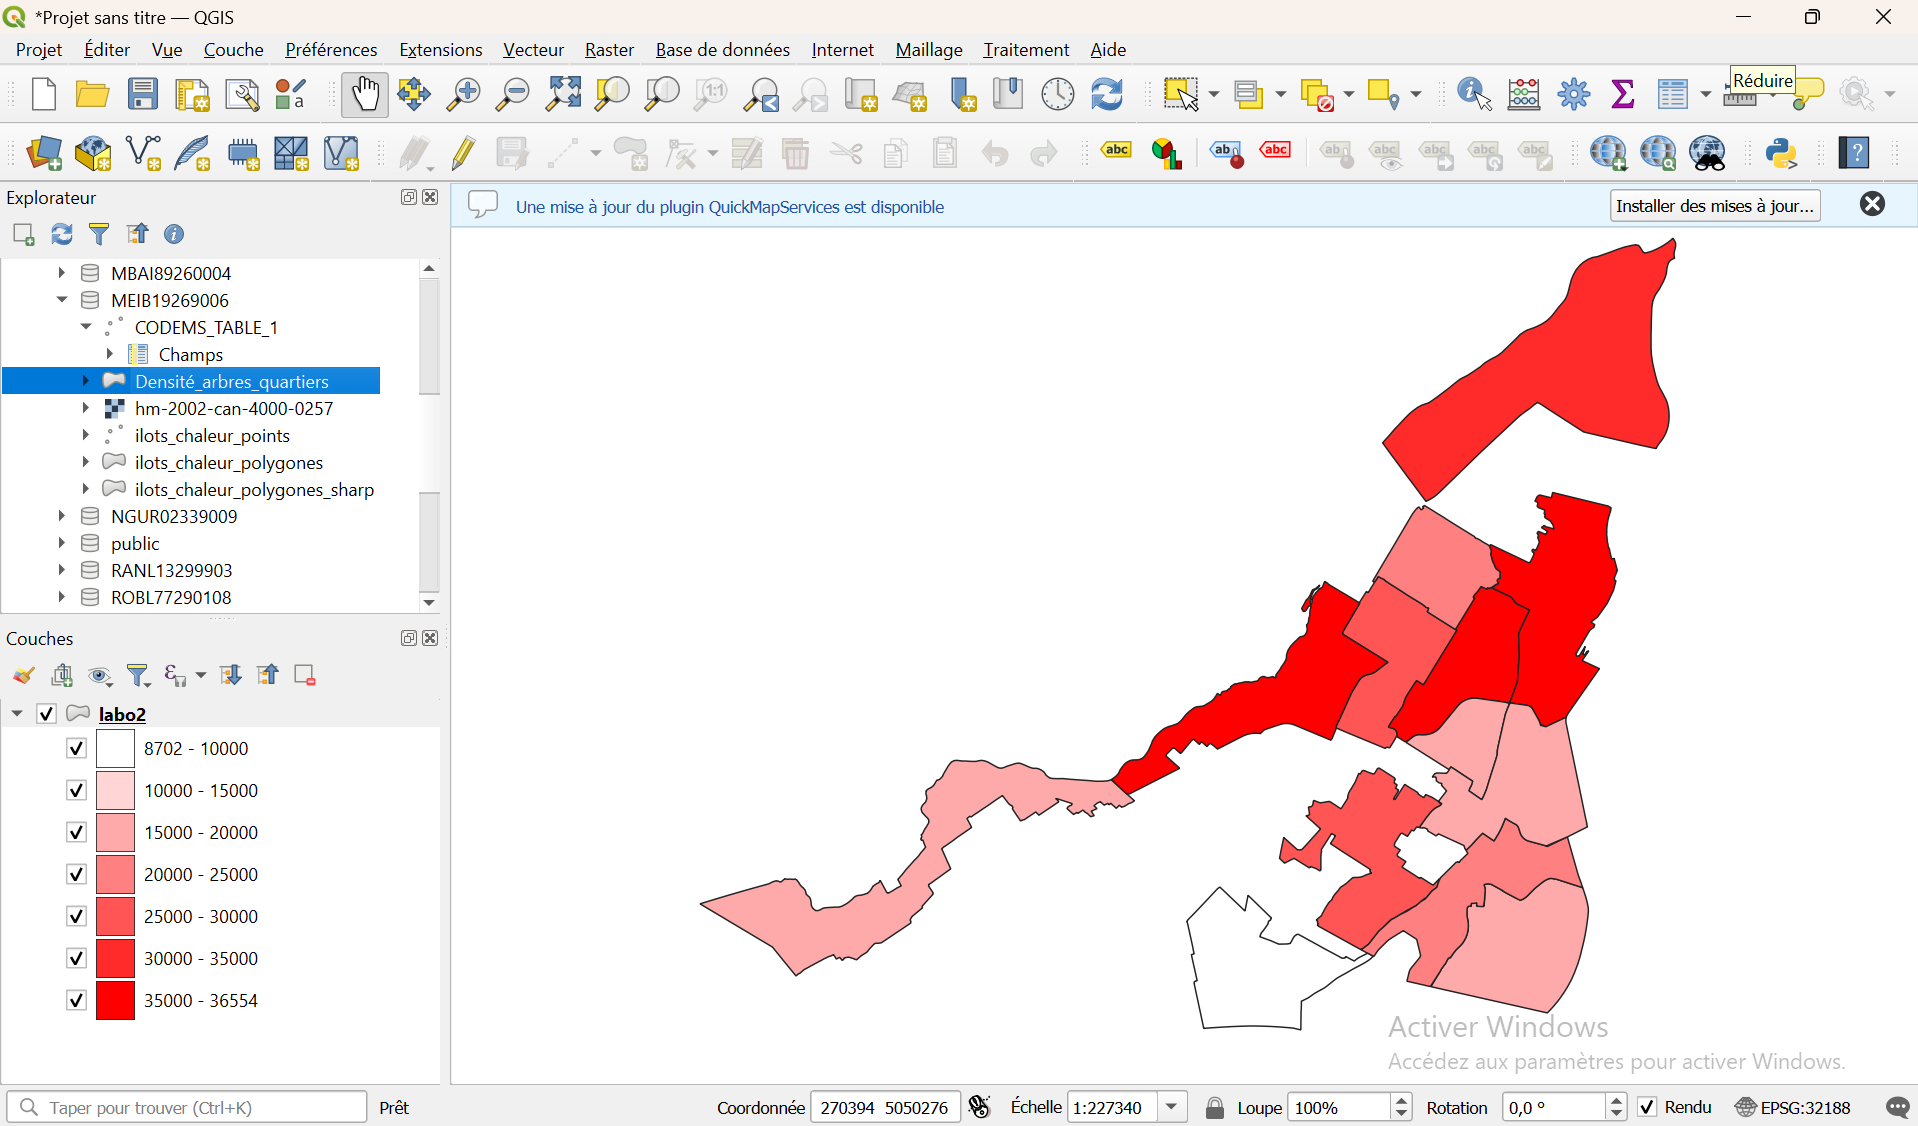 *Projet sans titre — QGIS
Projet Éditer Vue Couche Préférences Extensions Vecteur Raster Base de données Internet Maillage Traitement Aide
Réduire
Explorateur
Une mise à jour du plugin QuickMapServices est disponible
Installer des mises à jour...
MBAI89260004
MEIB19269006
CODEMS_TABLE_1
Champs
Densité_arbres_quartiers
hm-2002-can-4000-0257
ilots_chaleur_points
ilots_chaleur_polygones
ilots_chaleur_polygones_sharp
NGUR02339009
public
RANL13299903
ROBL77290108
Couches
labo2
8702 - 10000
10000 - 15000
15000 - 20000
20000 - 25000
25000 - 30000
30000 - 35000
35000 - 36554
Activer Windows
Accédez aux paramètres pour activer Windows.
Taper pour trouver (Ctrl+K)
Prêt
Coordonnée 270394 5050276
Échelle 1:227340
Loupe 100%
Rotation 0,0 °
Rendu
EPSG:32188